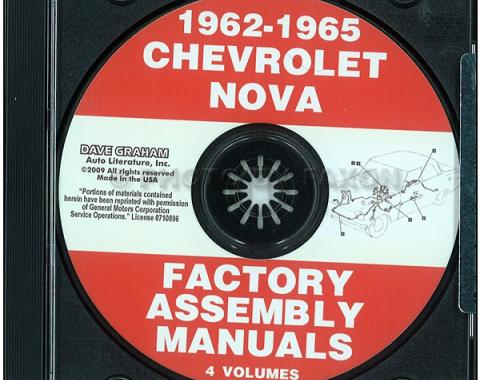 1962-1965
CHEVROLET
NOVA
DAVE GRAHAM
Auto Literature, Inc.
©2009 All rights reserved
Made in the USA
"Portions of materials contained
herein have been reprinted with permission
of General Motors Corporation
Service Operations." License 0710896
FACTORY
ASSEMBLY
MANUALS
4 VOLUMES